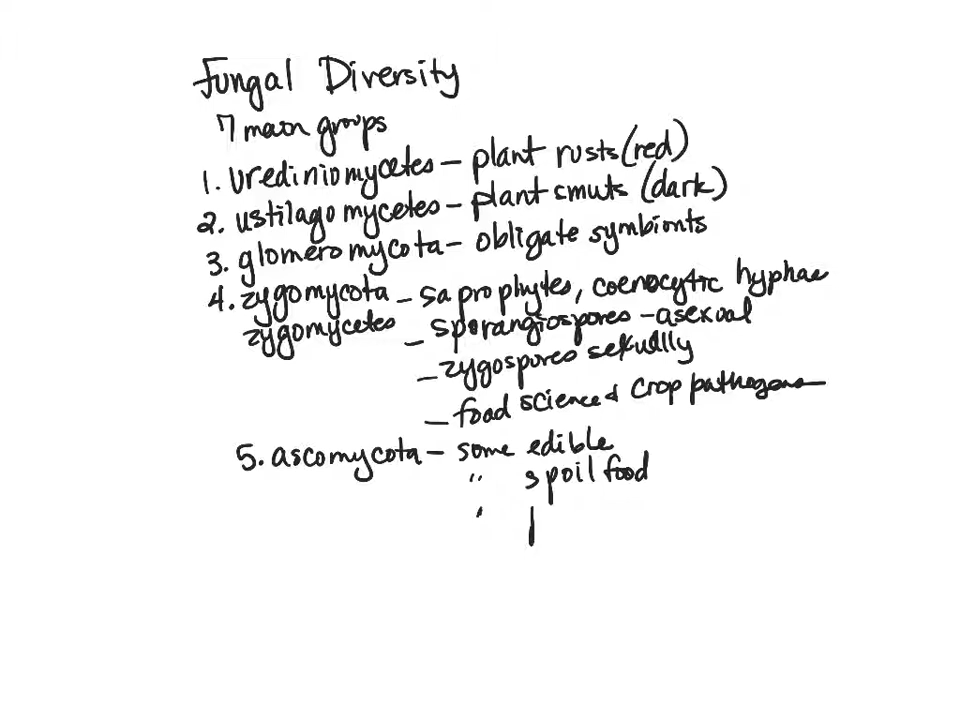 Fungal Diversity
7 main groups
1. Urediniomycetes – plant rusts (red)
2. ustilagomycetes – plant smuts (dark)
3. glomeromycota – obligate symbionts
4. zygomycota – saprophytes, coenocytic hyphae
zygomycetes – sporangiospores – asexual
– zygospores sexually
– food science & crop pathogens
5. ascomycota – some edible
" spoil food
"